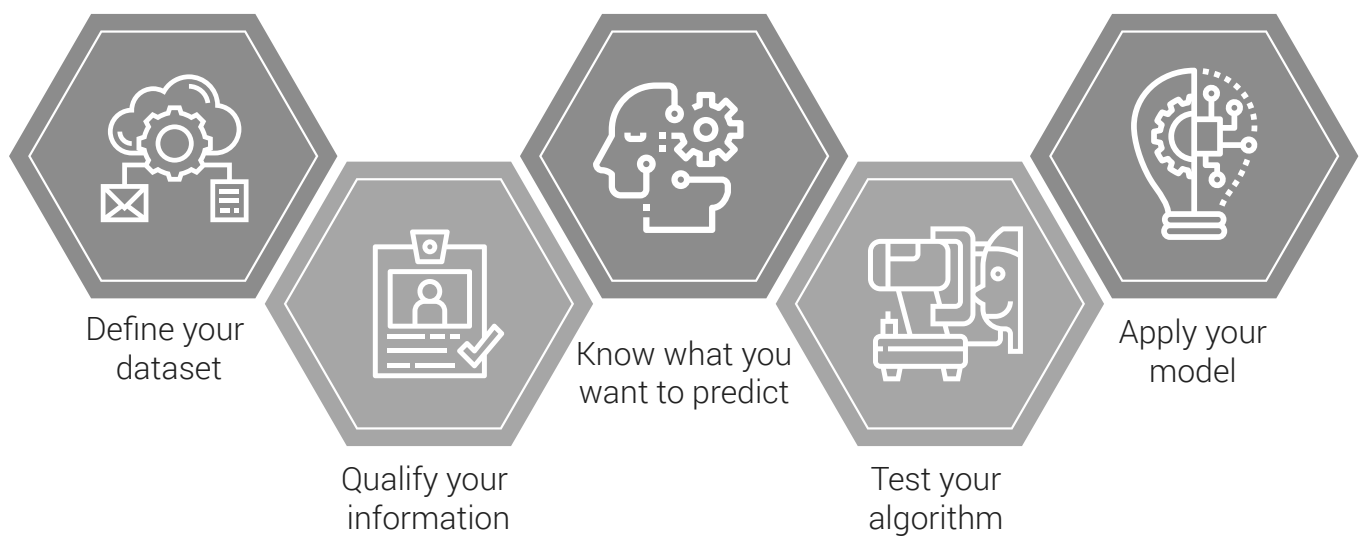 Define your
dataset
Qualify your
information
Know what you
want to predict
Test your
algorithm
Apply your
model